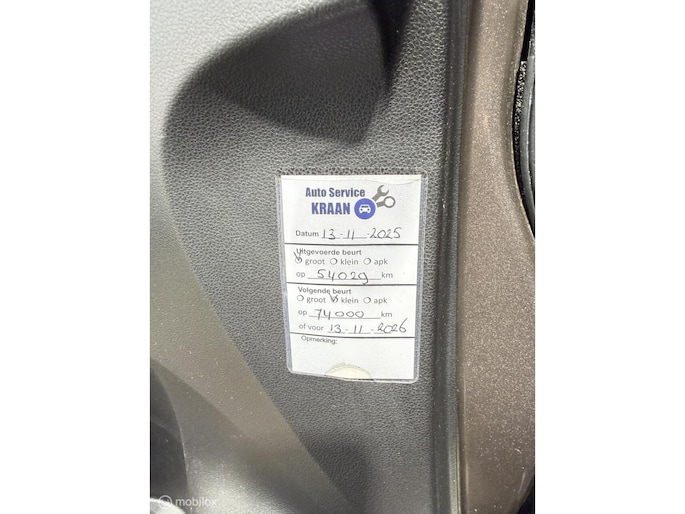 Auto Service
KRAAN
Datum 13-11-2025
Uitgevoerde beurt
groot klein apk
op 54029 km
Volgende beurt
groot klein apk
op 74000 km
of voor 13-11-2026
Opmerking:
mobilox